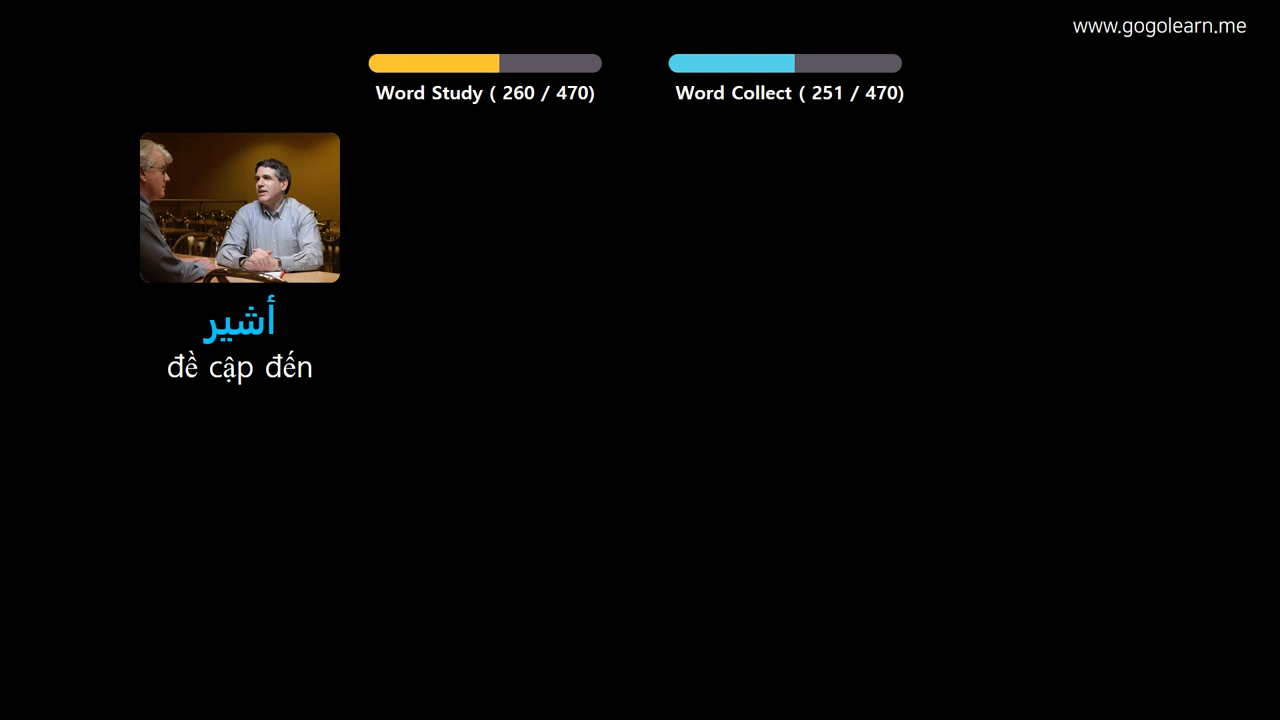 www.gogolearn.me
Word Study ( 260 / 470)
Word Collect ( 251 / 470)
أشير
đề cập đến